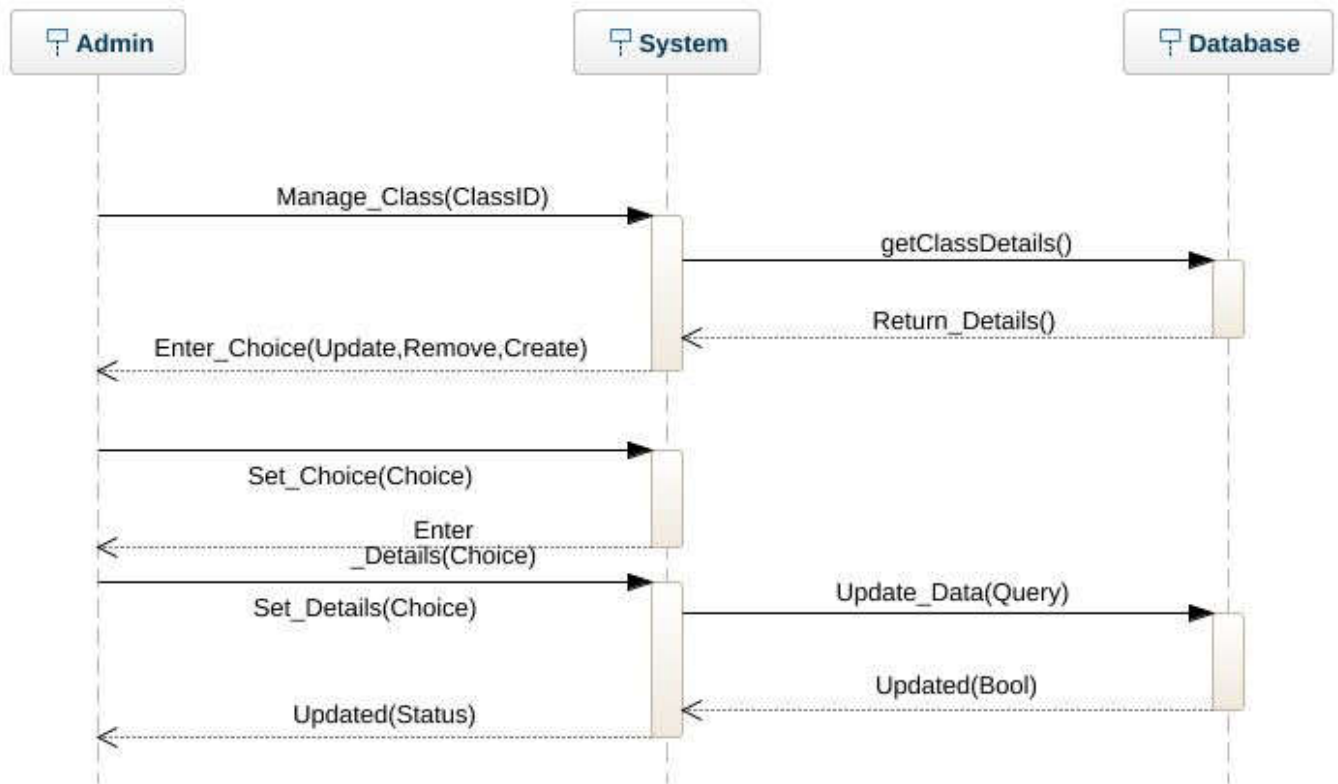 Admin
System
Database
Manage_Class(ClassID)
getClassDetails()
Return_Details()
Enter_Choice(Update,Remove,Create)
Set_Choice(Choice)
Enter
_Details(Choice)
Set_Details(Choice)
Update_Data(Query)
Updated(Bool)
Updated(Status)